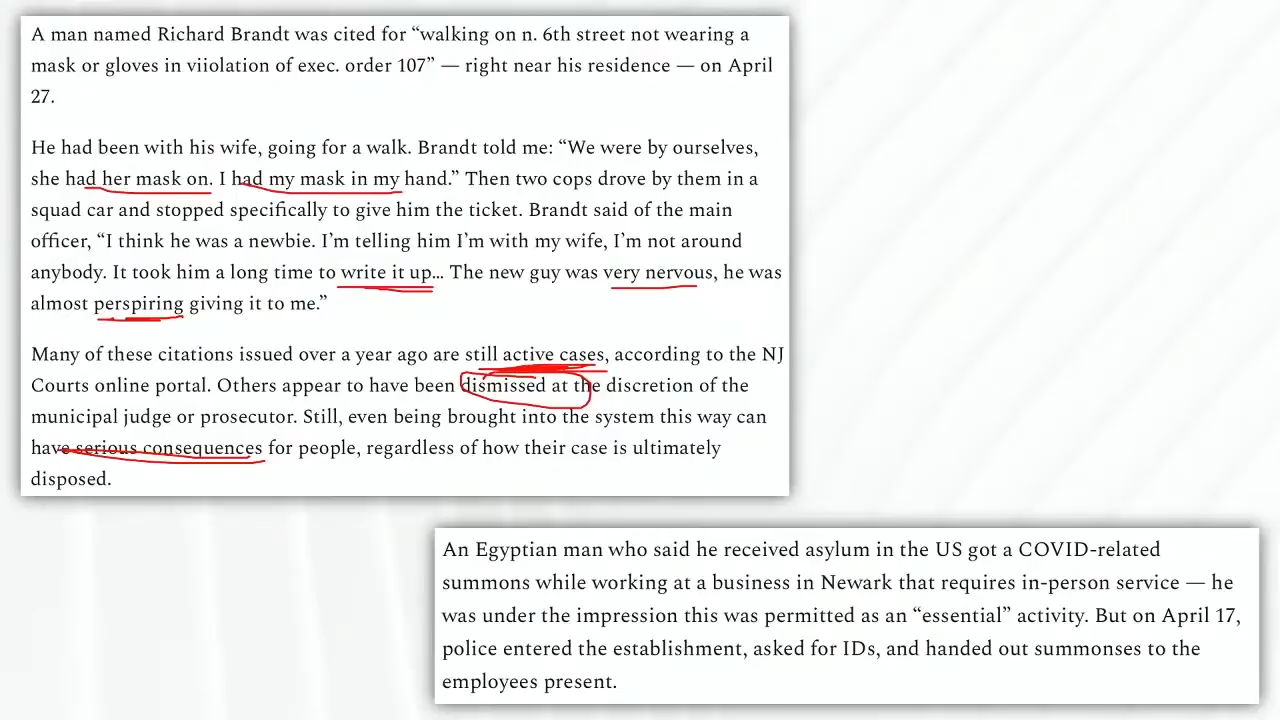 A man named Richard Brandt was cited for “walking on n. 6th street not wearing a
mask or gloves in viiolation of exec. order 107” — right near his residence — on April
27.
He had been with his wife, going for a walk. Brandt told me: “We were by ourselves,
she had her mask on. I had my mask in my hand.” Then two cops drove by them in a
squad car and stopped specifically to give him the ticket. Brandt said of the main
officer, “I think he was a newbie. I’m telling him I’m with my wife, I’m not around
anybody. It took him a long time to write it up… The new guy was very nervous, he was
almost perspiring giving it to me.”
Many of these citations issued over a year ago are still active cases, according to the NJ
Courts online portal. Others appear to have been dismissed at the discretion of the
municipal judge or prosecutor. Still, even being brought into the system this way can
have serious consequences for people, regardless of how their case is ultimately
disposed.
An Egyptian man who said he received asylum in the US got a COVID-related
summons while working at a business in Newark that requires in-person service — he
was under the impression this was permitted as an “essential” activity. But on April 17,
police entered the establishment, asked for IDs, and handed out summonses to the
employees present.